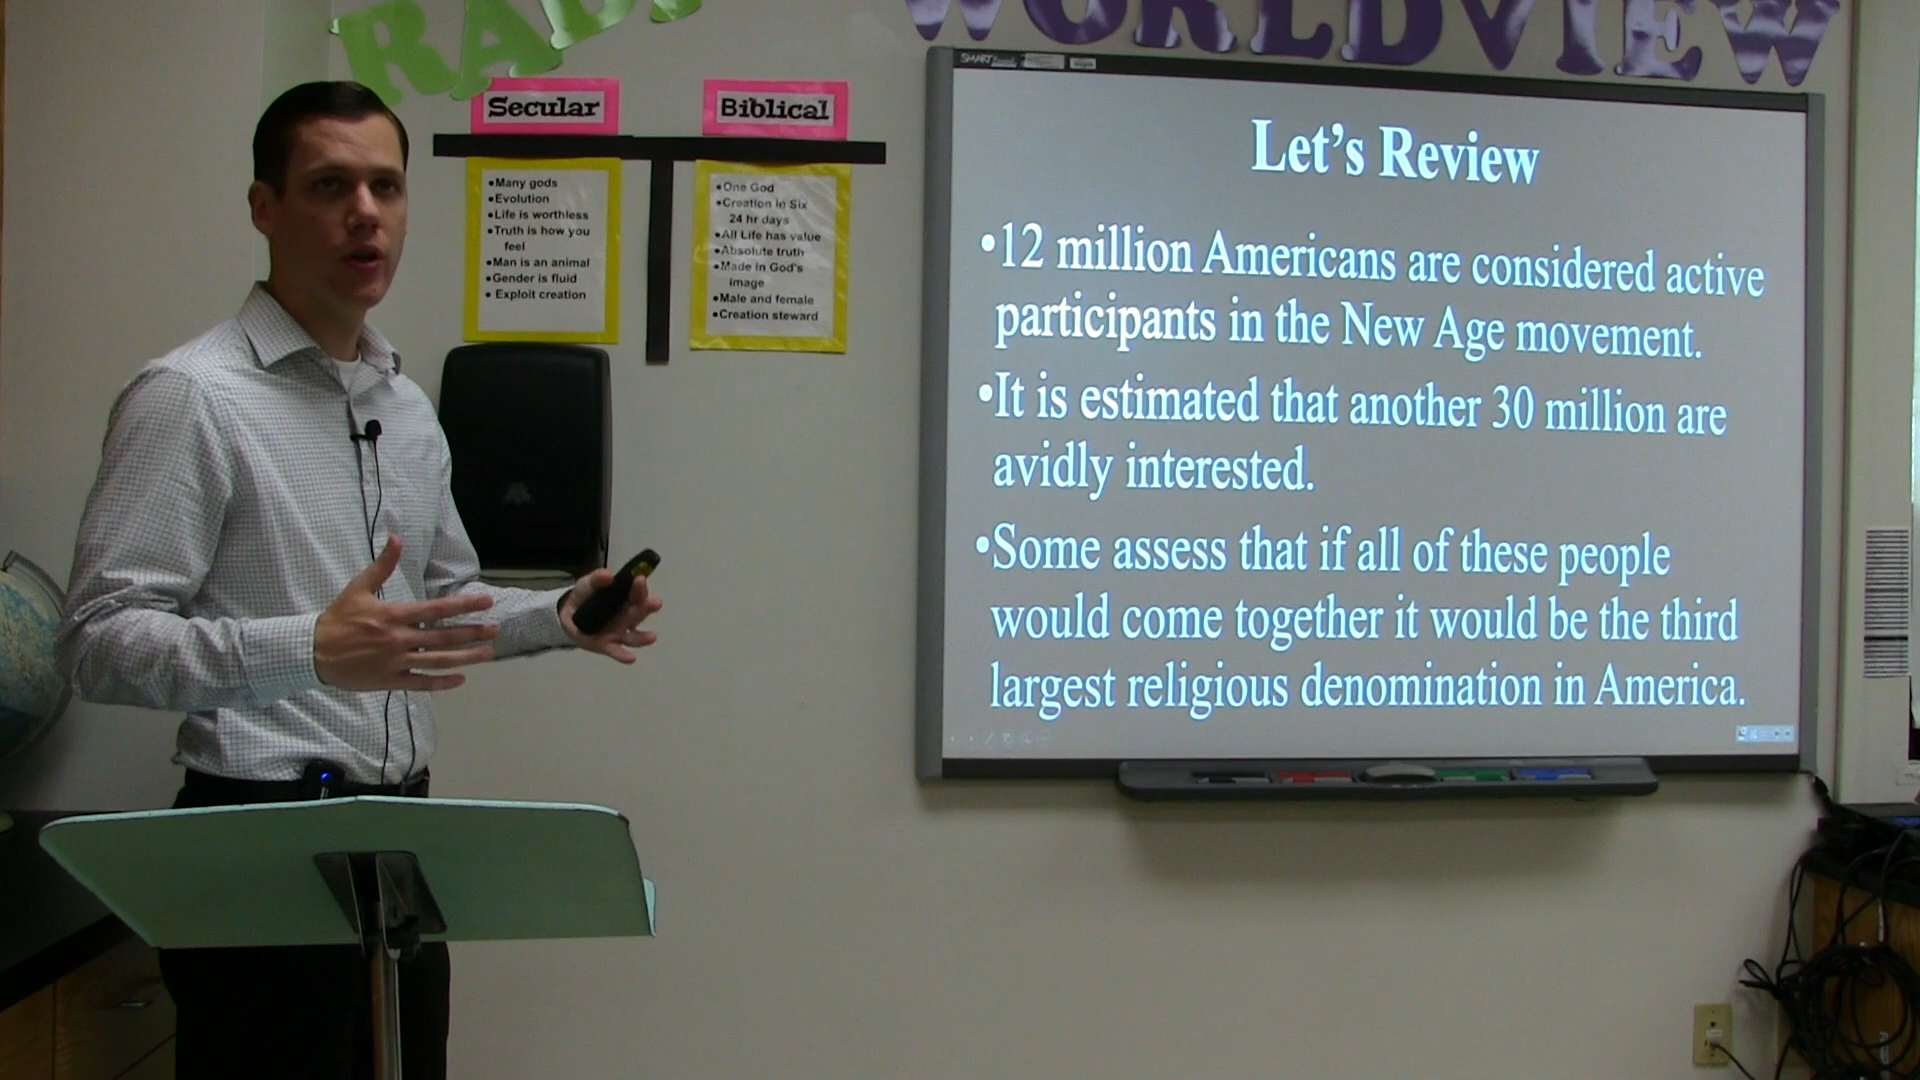 WORLDVIEW
Secular
•Many gods
•Evolution
•Life is worthless
•Truth is how you
feel
•Man is an animal
•Gender is fluid
• Exploit creation
Biblical
•One God
•Creation in Six
24 hr days
•All Life has value
•Absolute truth
•Made in God's
image
•Male and female
•Creation steward
SMART
Let's Review
•12 million Americans are considered active
participants in the New Age movement.
•It is estimated that another 30 million are
avidly interested.
•Some assess that if all of these people
would come together it would be the third
largest religious denomination in America.